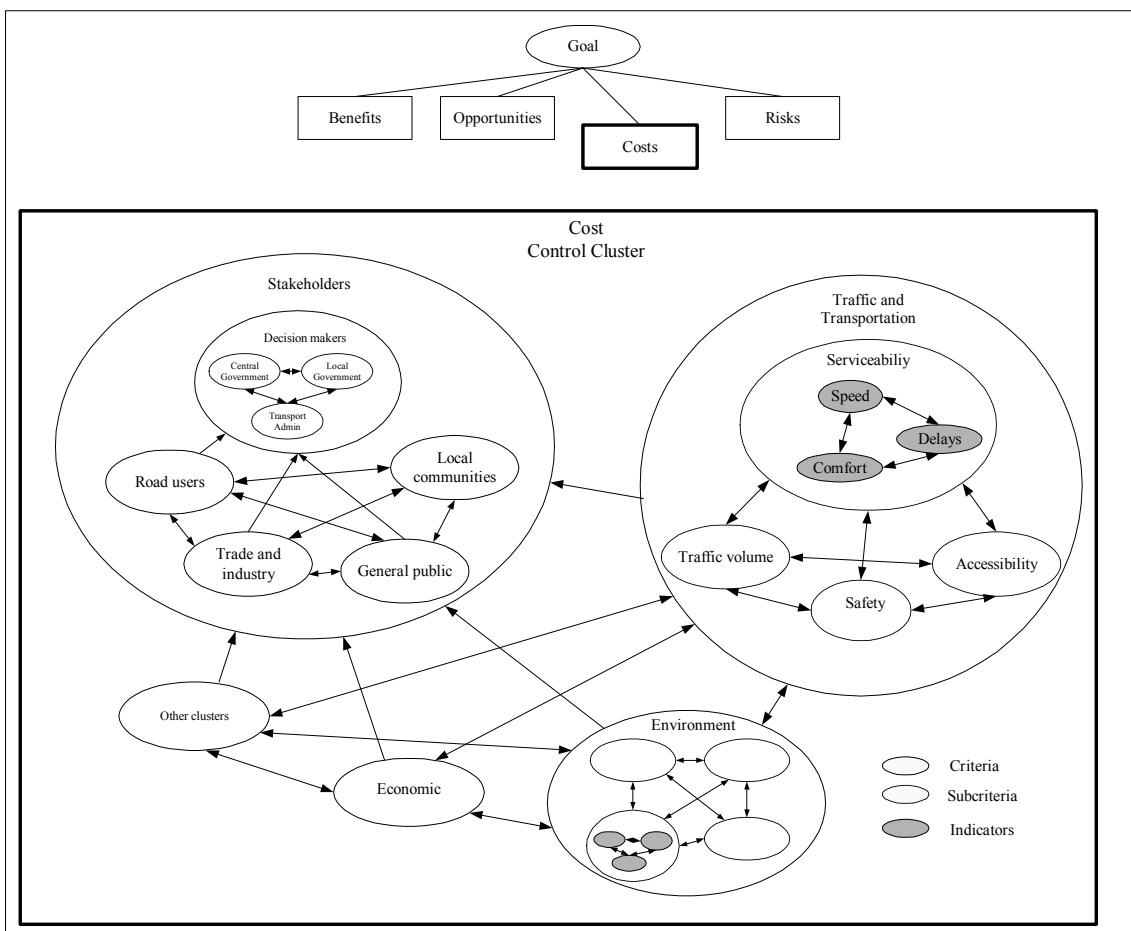 Goal
Benefits
Opportunities
Costs
Risks
Cost
Control Cluster
Stakeholders
Decision makers
Central
Government
Local
Government
Transport
Admin
Road users
Local
communities
Trade and
industry
General public
Traffic and
Transportation
Serviceabiliy
Speed
Delays
Comfort
Traffic volume
Accessibility
Safety
Other clusters
Economic
Environment
Criteria
Subcriteria
Indicators